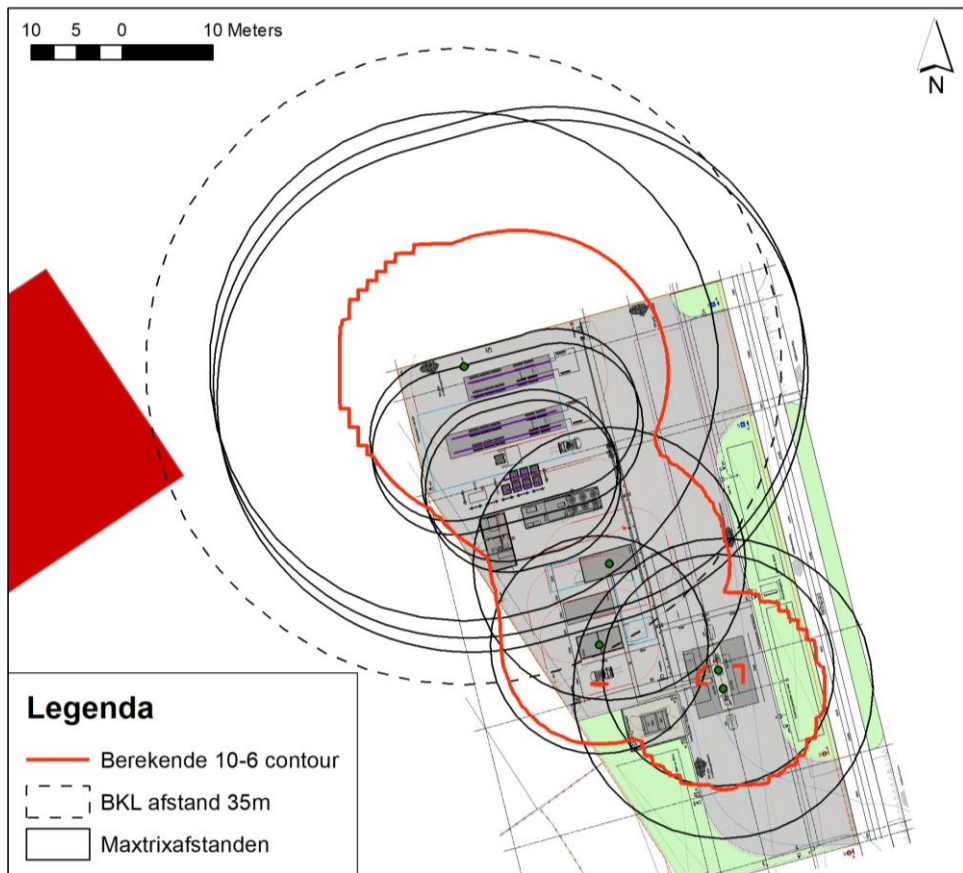 10 5 0 10 Meters
N
Legenda
Berekende 10-6 contour
BKL afstand 35m
Maxtrixafstanden